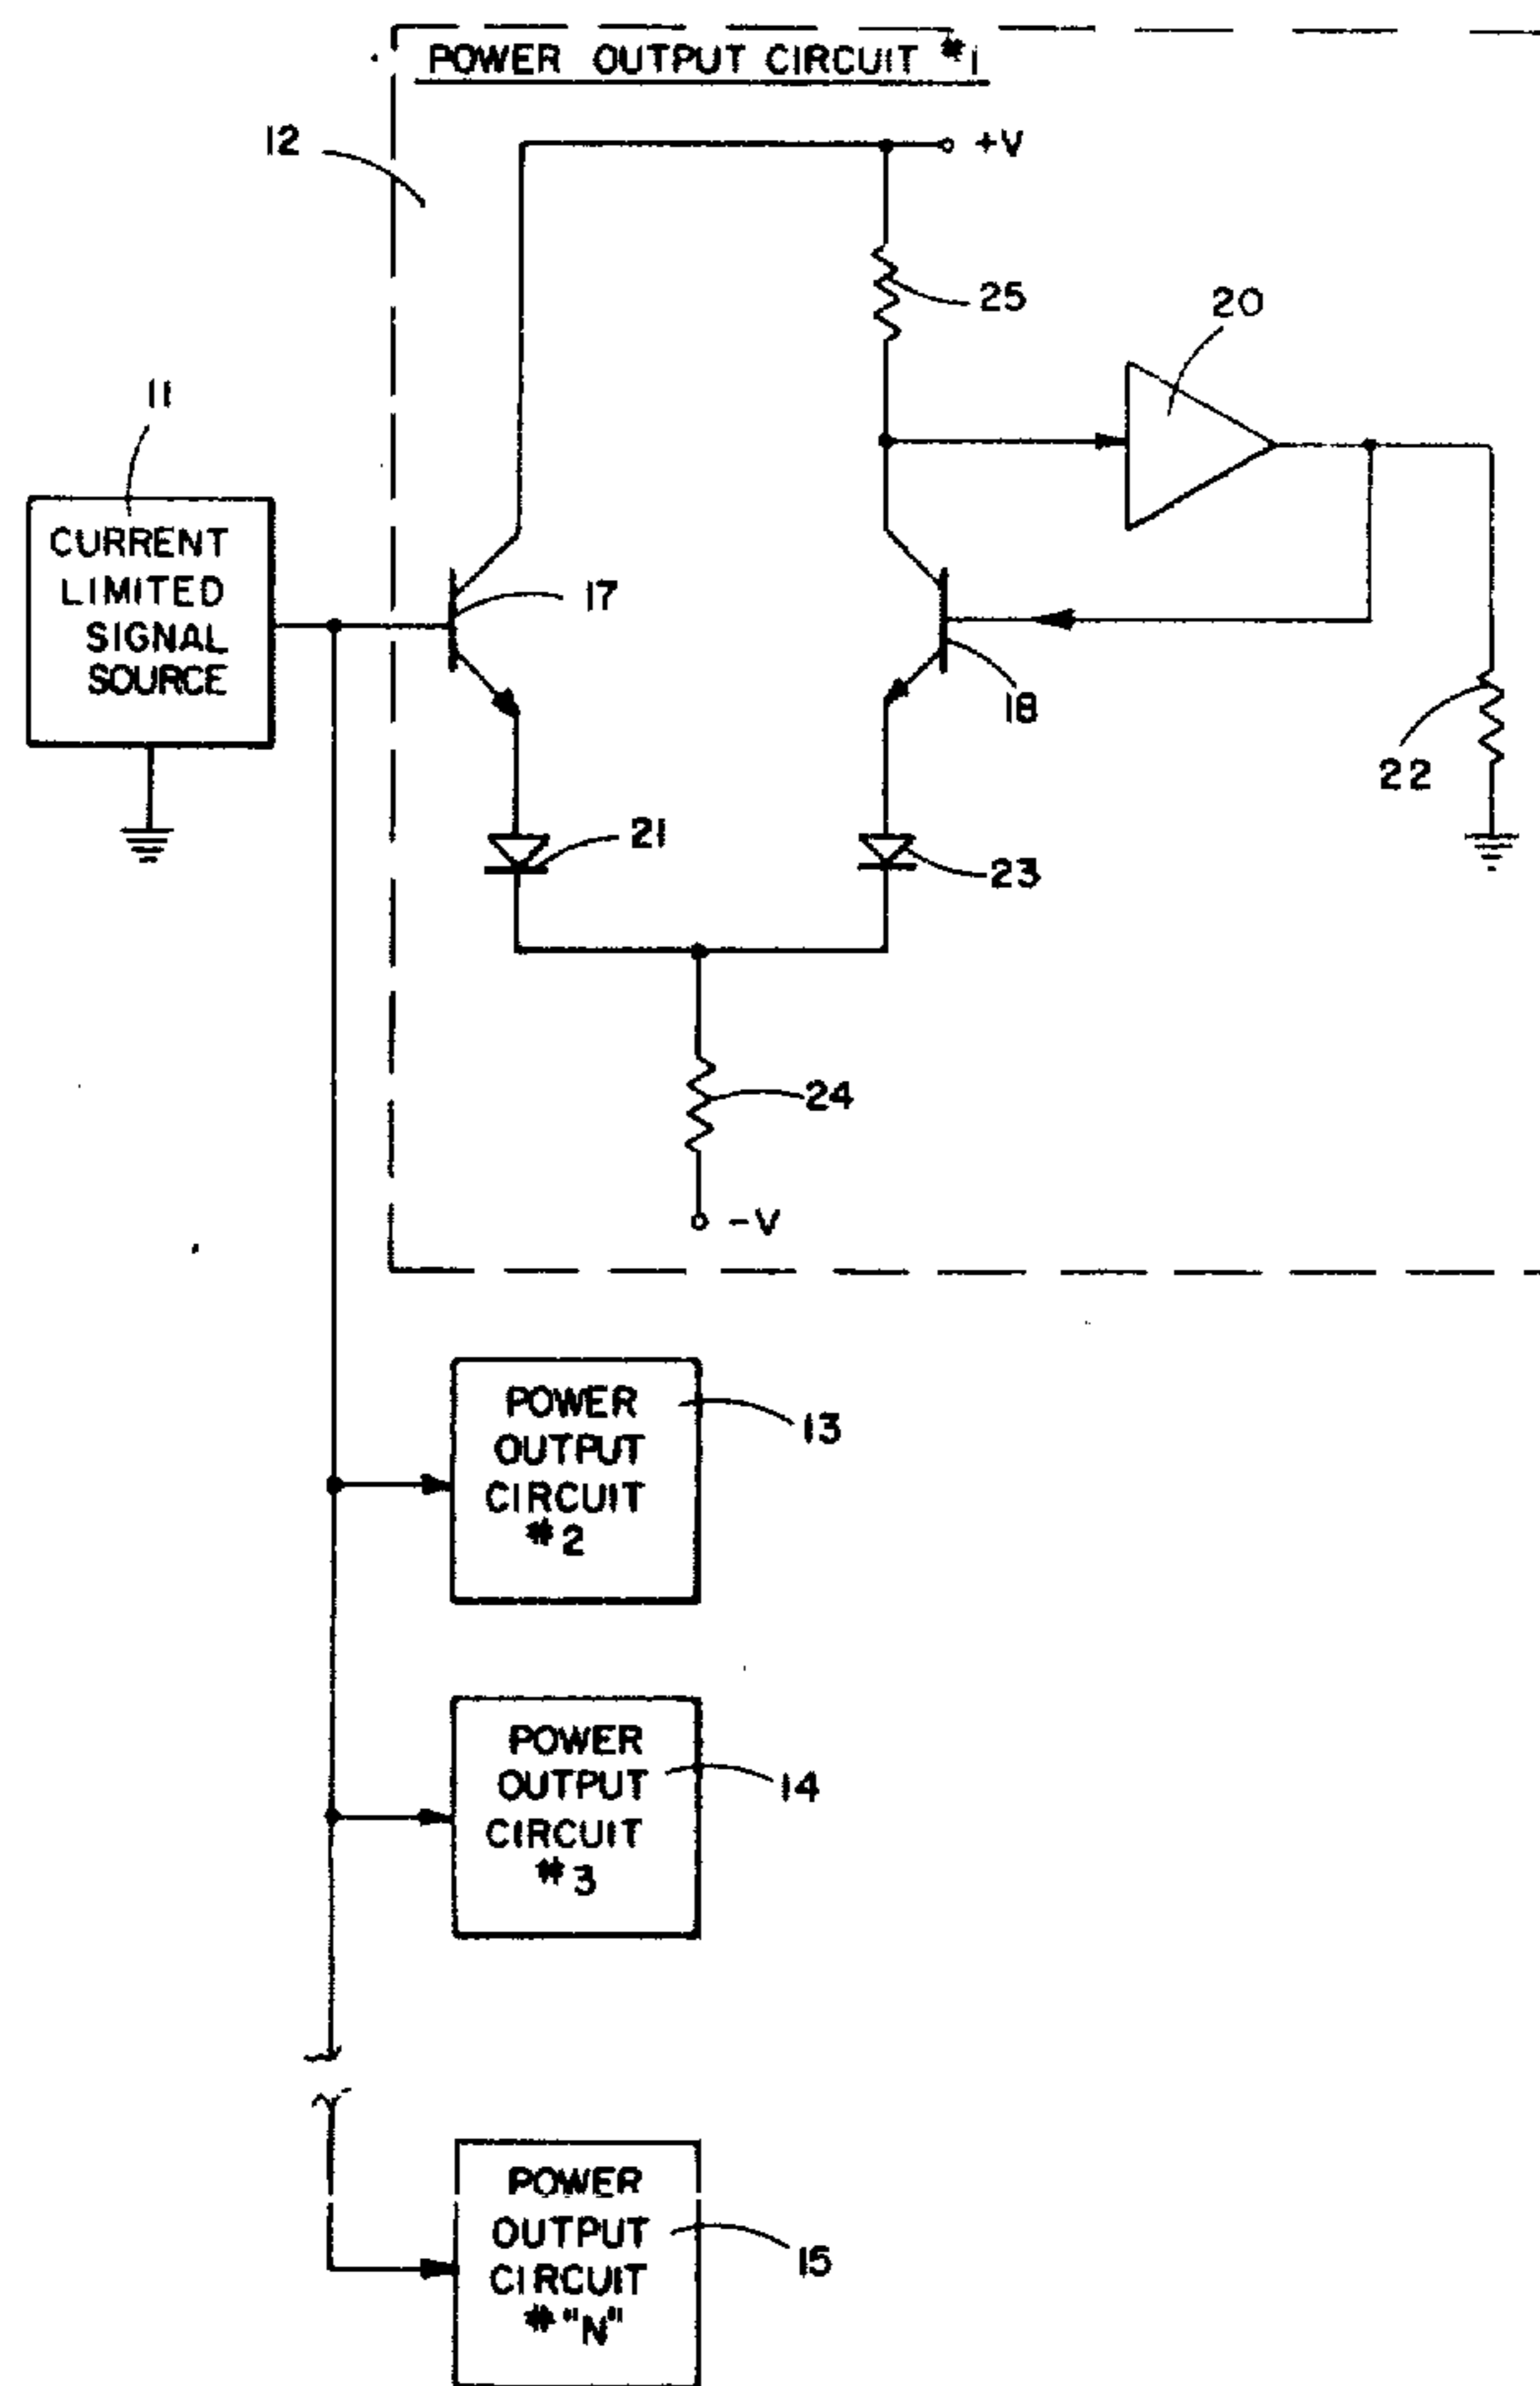 POWER OUTPUT CIRCUIT #1
12
+V
25
20
11
CURRENT
LIMITED
SIGNAL
SOURCE
17
18
22
21
23
24
-V
POWER
OUTPUT
CIRCUIT
#2
13
POWER
OUTPUT
CIRCUIT
#3
14
POWER
OUTPUT
CIRCUIT
#"N"
15